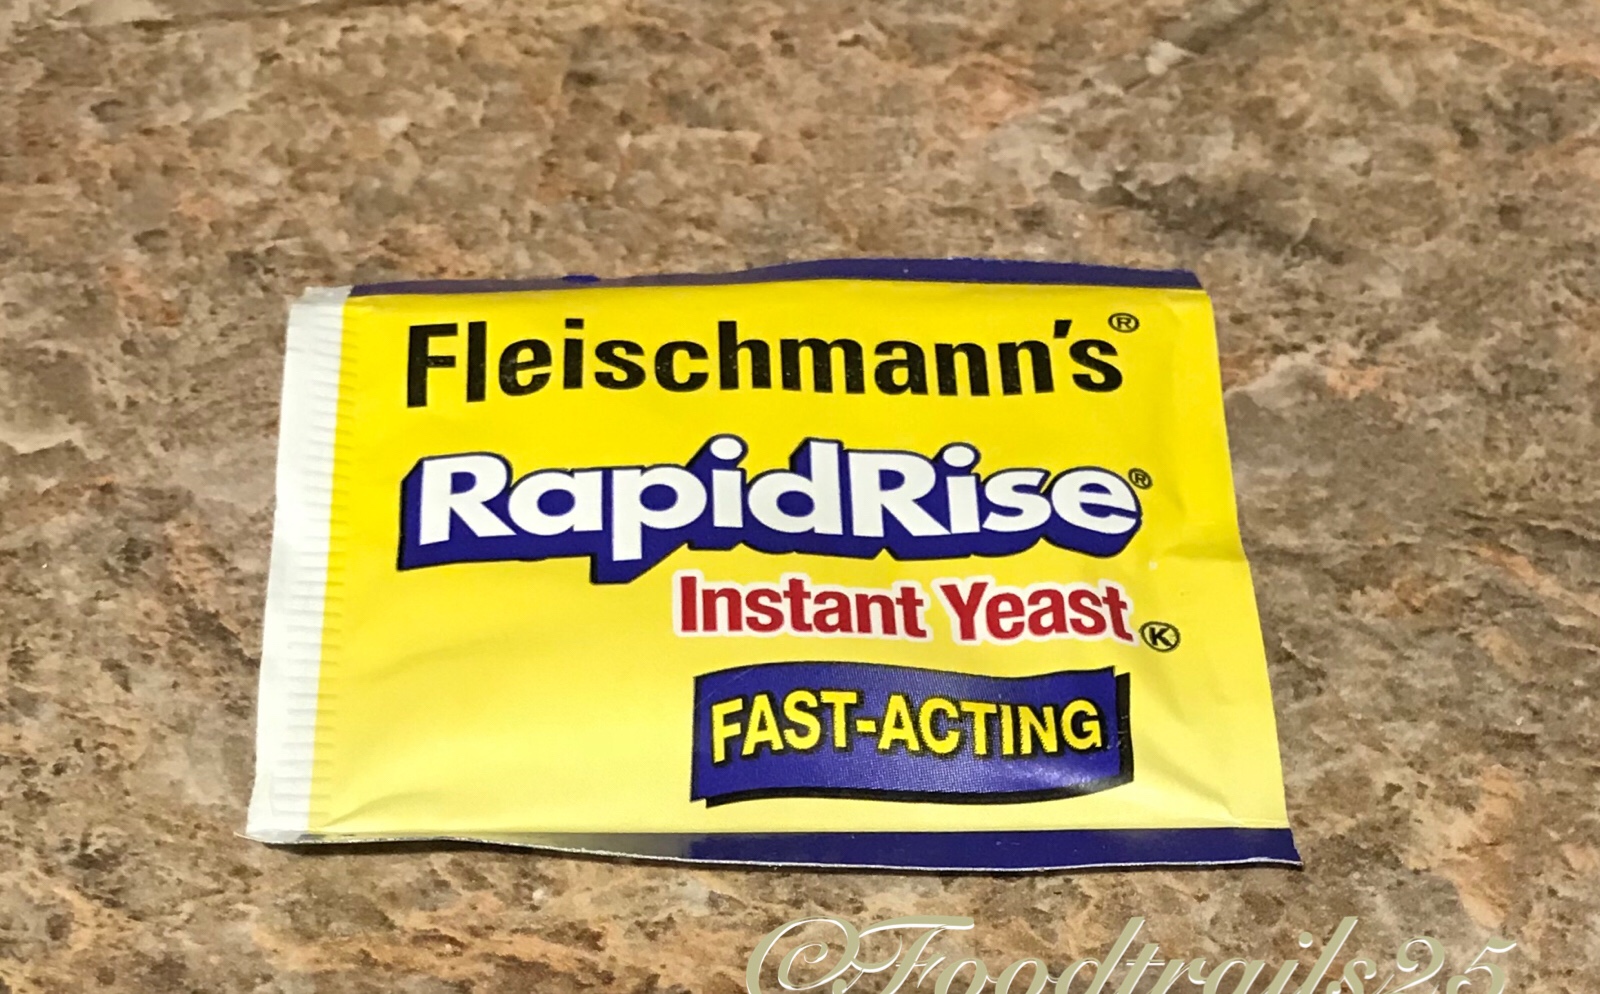 Fleischmann's®
RapidRise®
Instant Yeast Ⓚ
FAST-ACTING
©Foodtrails25